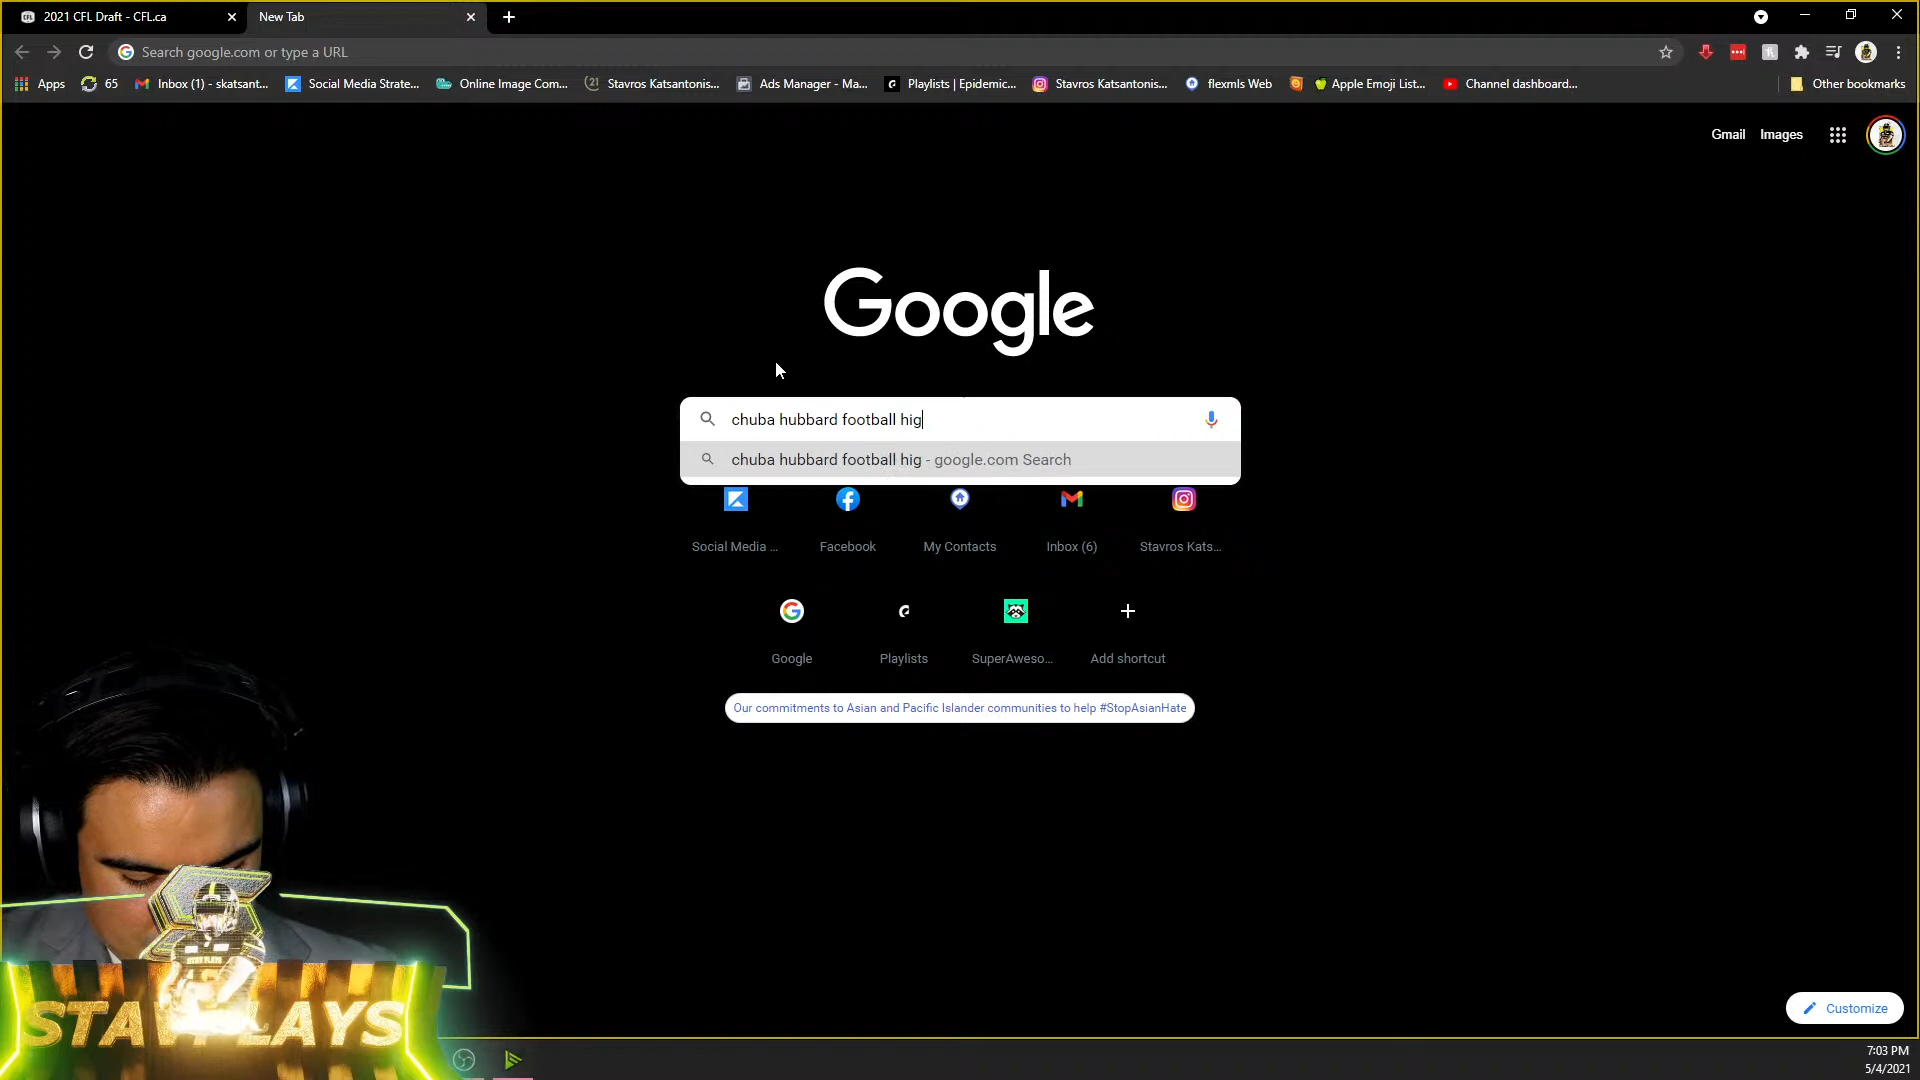 2021 CFL Draft - CFL.ca
New Tab
Search google.com or type a URL
Apps
65
Inbox (1) - skatsant...
Social Media Strate...
Online Image Com...
Stavros Katsantonis...
Ads Manager - Ma...
Playlists | Epidemic...
Stavros Katsantonis...
flexmls Web
Apple Emoji List...
Channel dashboard...
Other bookmarks
Gmail
Images
Google
chuba hubbard football hig
chuba hubbard football hig - google.com Search
Social Media ...
Facebook
My Contacts
Inbox (6)
Stavros Kats...
Google
Playlists
SuperAweso...
Add shortcut
Our commitments to Asian and Pacific Islander communities to help #StopAsianHate
Customize
7:03 PM
5/4/2021